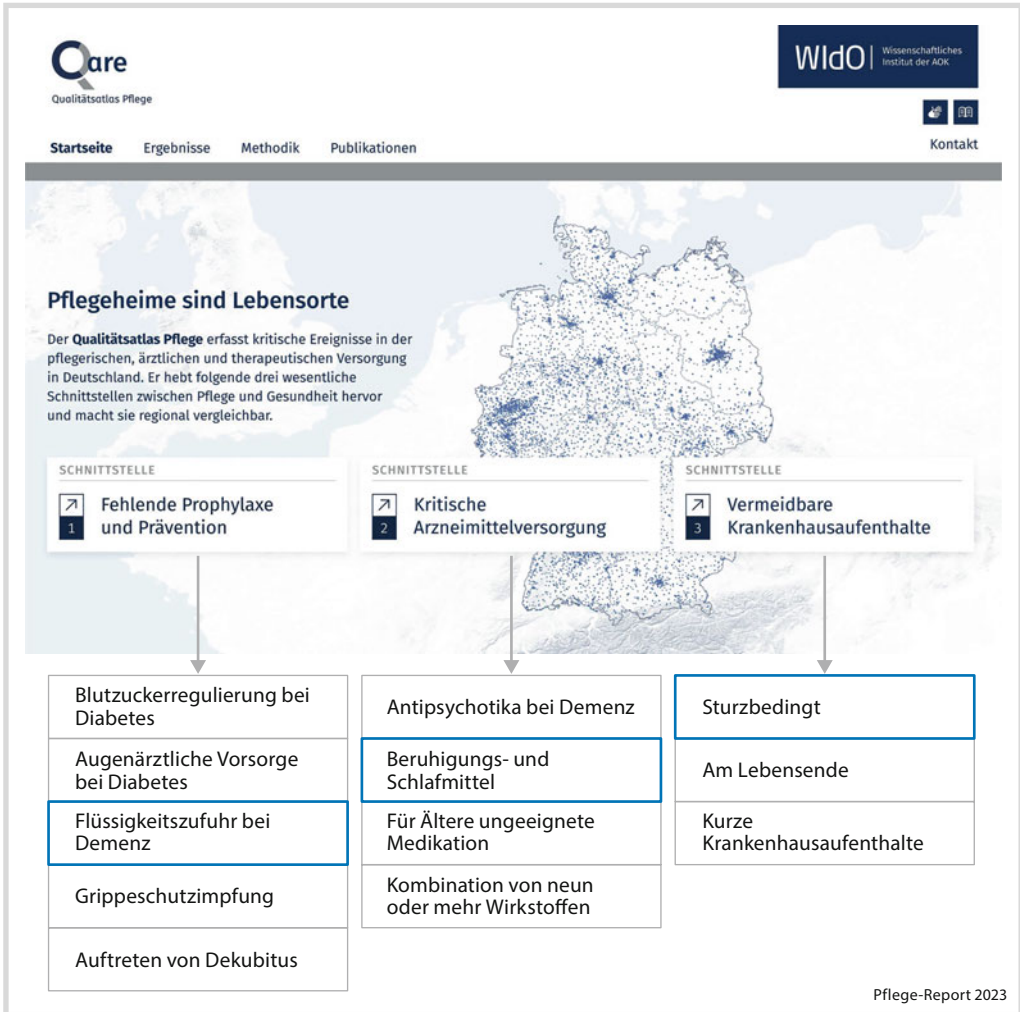 Qare
Qualitätsatlas Pflege
WIdO
Wissenschaftliches
Institut der AOK
Startseite Ergebnisse Methodik Publikationen
Kontakt
Pflegeheime sind Lebensorte
Der Qualitätsatlas Pflege erfasst kritische Ereignisse in der
pflegerischen, ärztlichen und therapeutischen Versorgung
in Deutschland. Er hebt folgende drei wesentliche
Schnittstellen zwischen Pflege und Gesundheit hervor
und macht sie regional vergleichbar.
SCHNITTSTELLE
1
Fehlende Prophylaxe
und Prävention
SCHNITTSTELLE
2
Kritische
Arzneimittelversorgung
SCHNITTSTELLE
3
Vermeidbare
Krankenhausaufenthalte
Blutzuckerregulierung bei
Diabetes
Augenärztliche Vorsorge
bei Diabetes
Flüssigkeitszufuhr bei
Demenz
Grippeschutzimpfung
Auftreten von Dekubitus
Antipsychotika bei Demenz
Beruhigungs- und
Schlafmittel
Für Ältere ungeeignete
Medikation
Kombination von neun
oder mehr Wirkstoffen
Sturzbedingt
Am Lebensende
Kurze
Krankenhausaufenthalte
Pflege-Report 2023